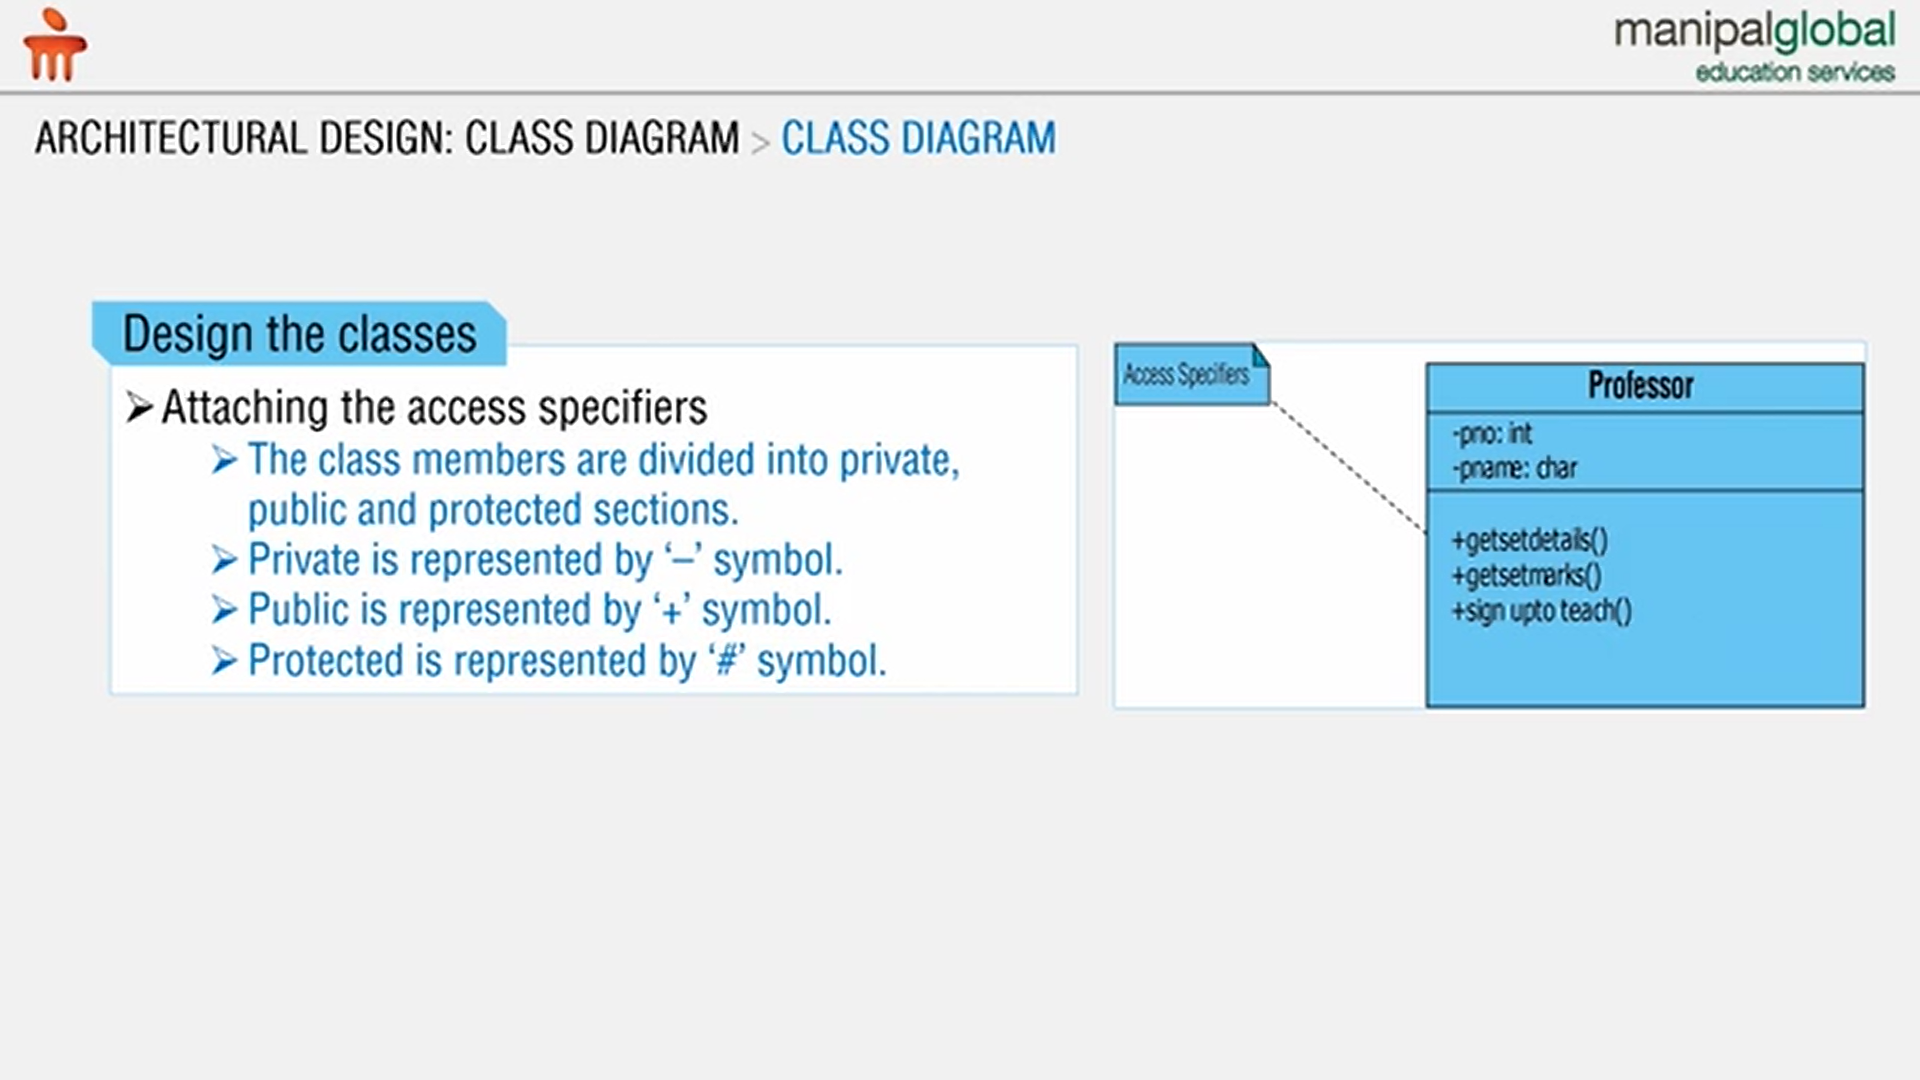 manipalglobal
education services
ARCHITECTURAL DESIGN: CLASS DIAGRAM > CLASS DIAGRAM
Design the classes
➢ Attaching the access specifiers
➢ The class members are divided into private,
public and protected sections.
➢ Private is represented by ‘–’ symbol.
➢ Public is represented by ‘+’ symbol.
➢ Protected is represented by ‘#’ symbol.
Access Specifiers
Professor
-pno: int
-pname: char
+getsetdetails()
+getsetmarks()
+sign upto teach()